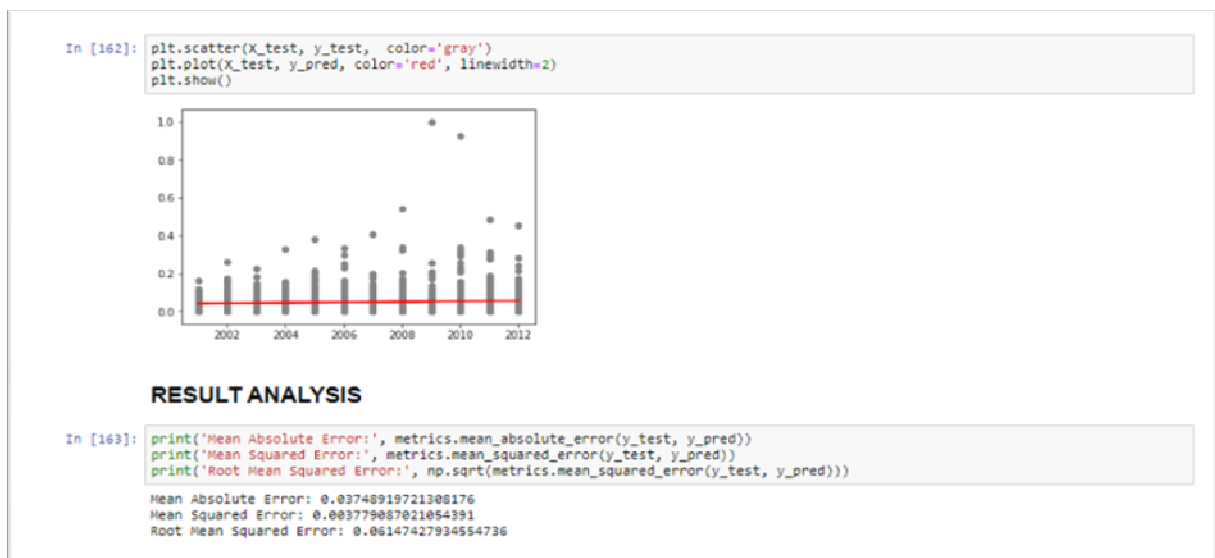 In [162]: plt.scatter(X_test, y_test,  color='gray')
plt.plot(X_test, y_pred, color='red', linewidth=2)
plt.show()
1.0
0.8
0.6
0.4
0.2
0.0
2002 2004 2006 2008 2010 2012
RESULT ANALYSIS
In [163]: print('Mean Absolute Error:', metrics.mean_absolute_error(y_test, y_pred))
print('Mean Squared Error:', metrics.mean_squared_error(y_test, y_pred))
print('Root Mean Squared Error:', np.sqrt(metrics.mean_squared_error(y_test, y_pred)))
Mean Absolute Error: 0.03748919721308176
Mean Squared Error: 0.003779087021054391
Root Mean Squared Error: 0.06147427934554736